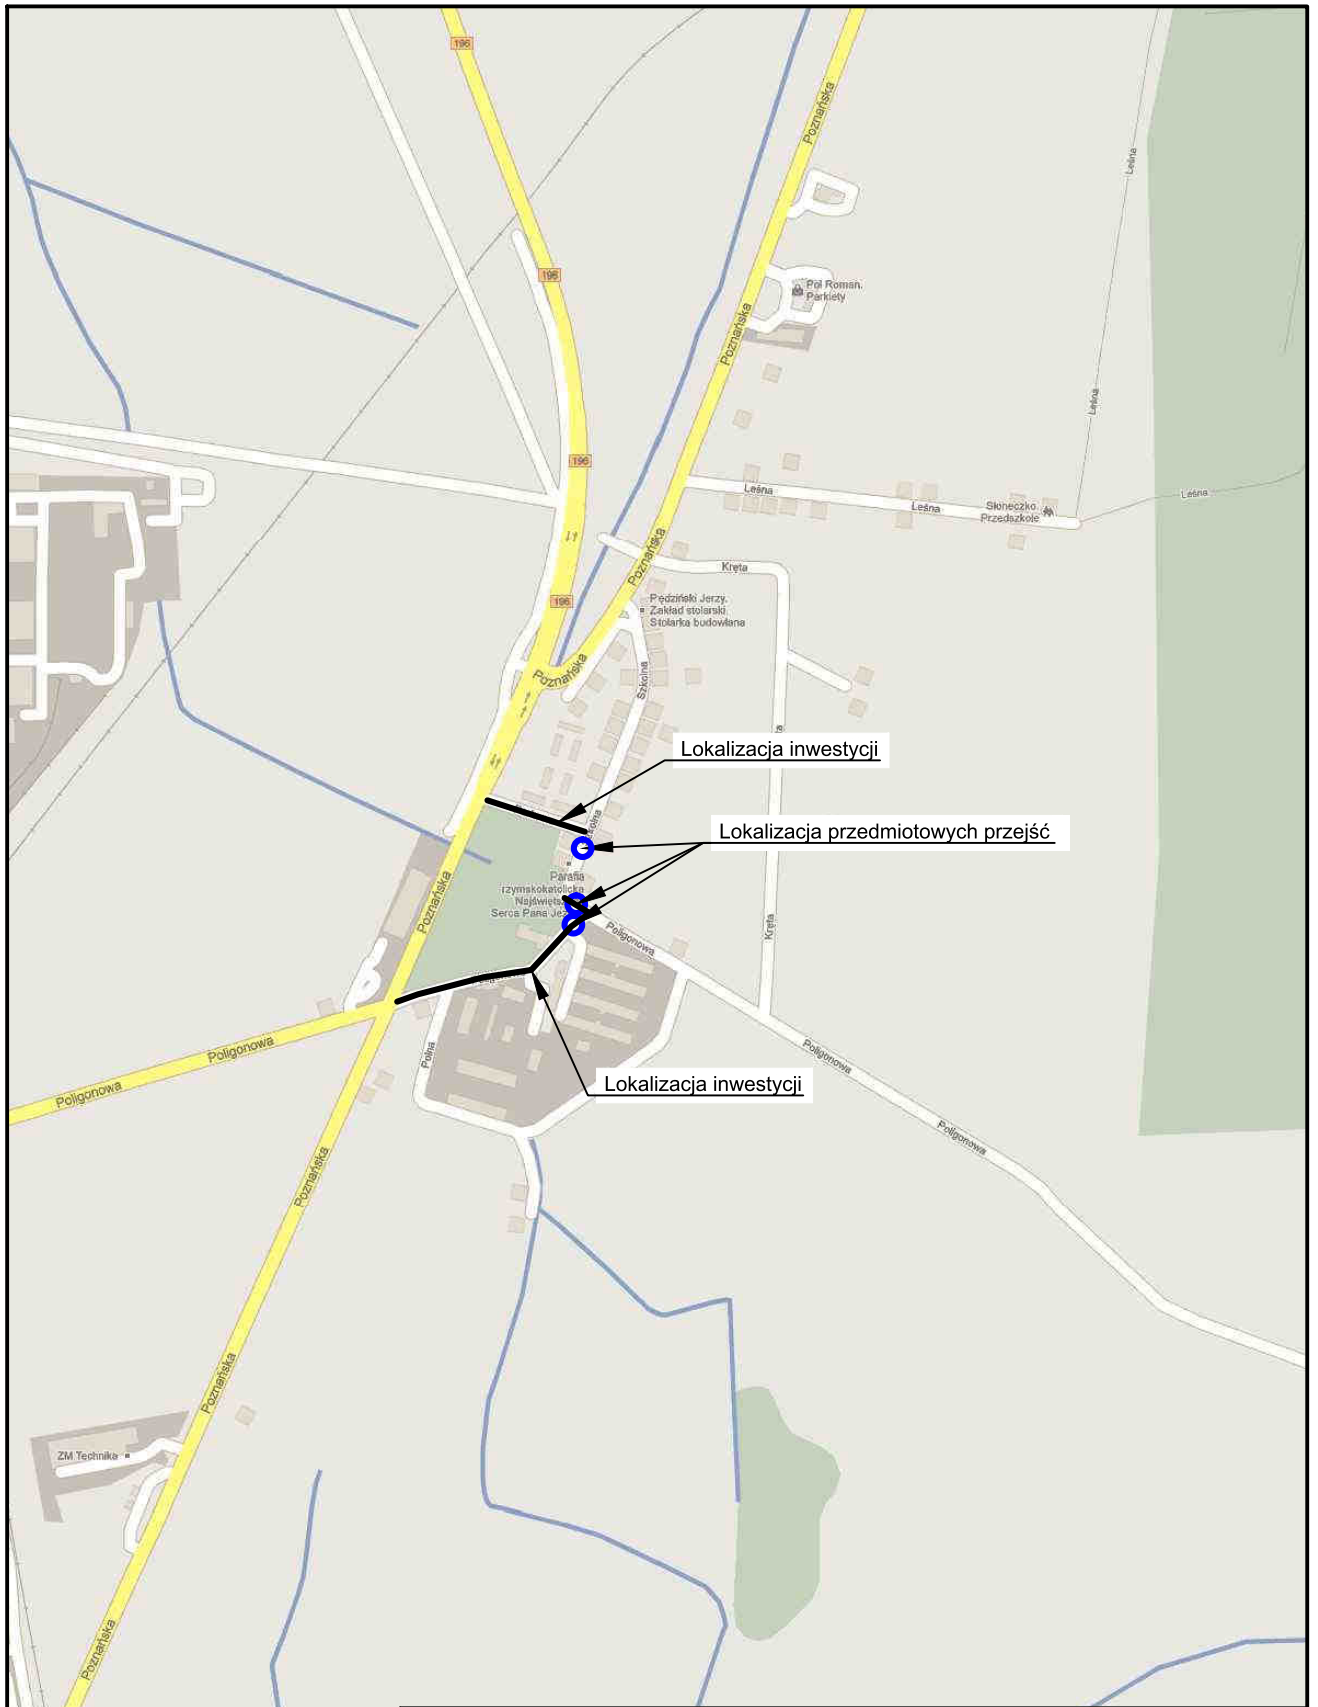 196
Poznańska
Leśna
196
Pol Roman.
Parkiety
Poznańska
Leśna
196
Leśna
Leśna
Leśna
Słoneczko.
Przedszkole
Poznańska
Kręta
196
Pędziński Jerzy.
Zakład stolarski.
Stolarka budowlana
Poznańska
Szkolna
Lokalizacja inwestycji
Lokalizacja przedmiotowych przejść
Parafia
rzymskokatolicka
Serca Pana
Poznańska
Poligonowa
Kręta
Poligonowa
Polna
Poligonowa
Poligonowa
Lokalizacja inwestycji
Poligonowa
Poznańska
Poznańska
ZM Technika
Poznańska